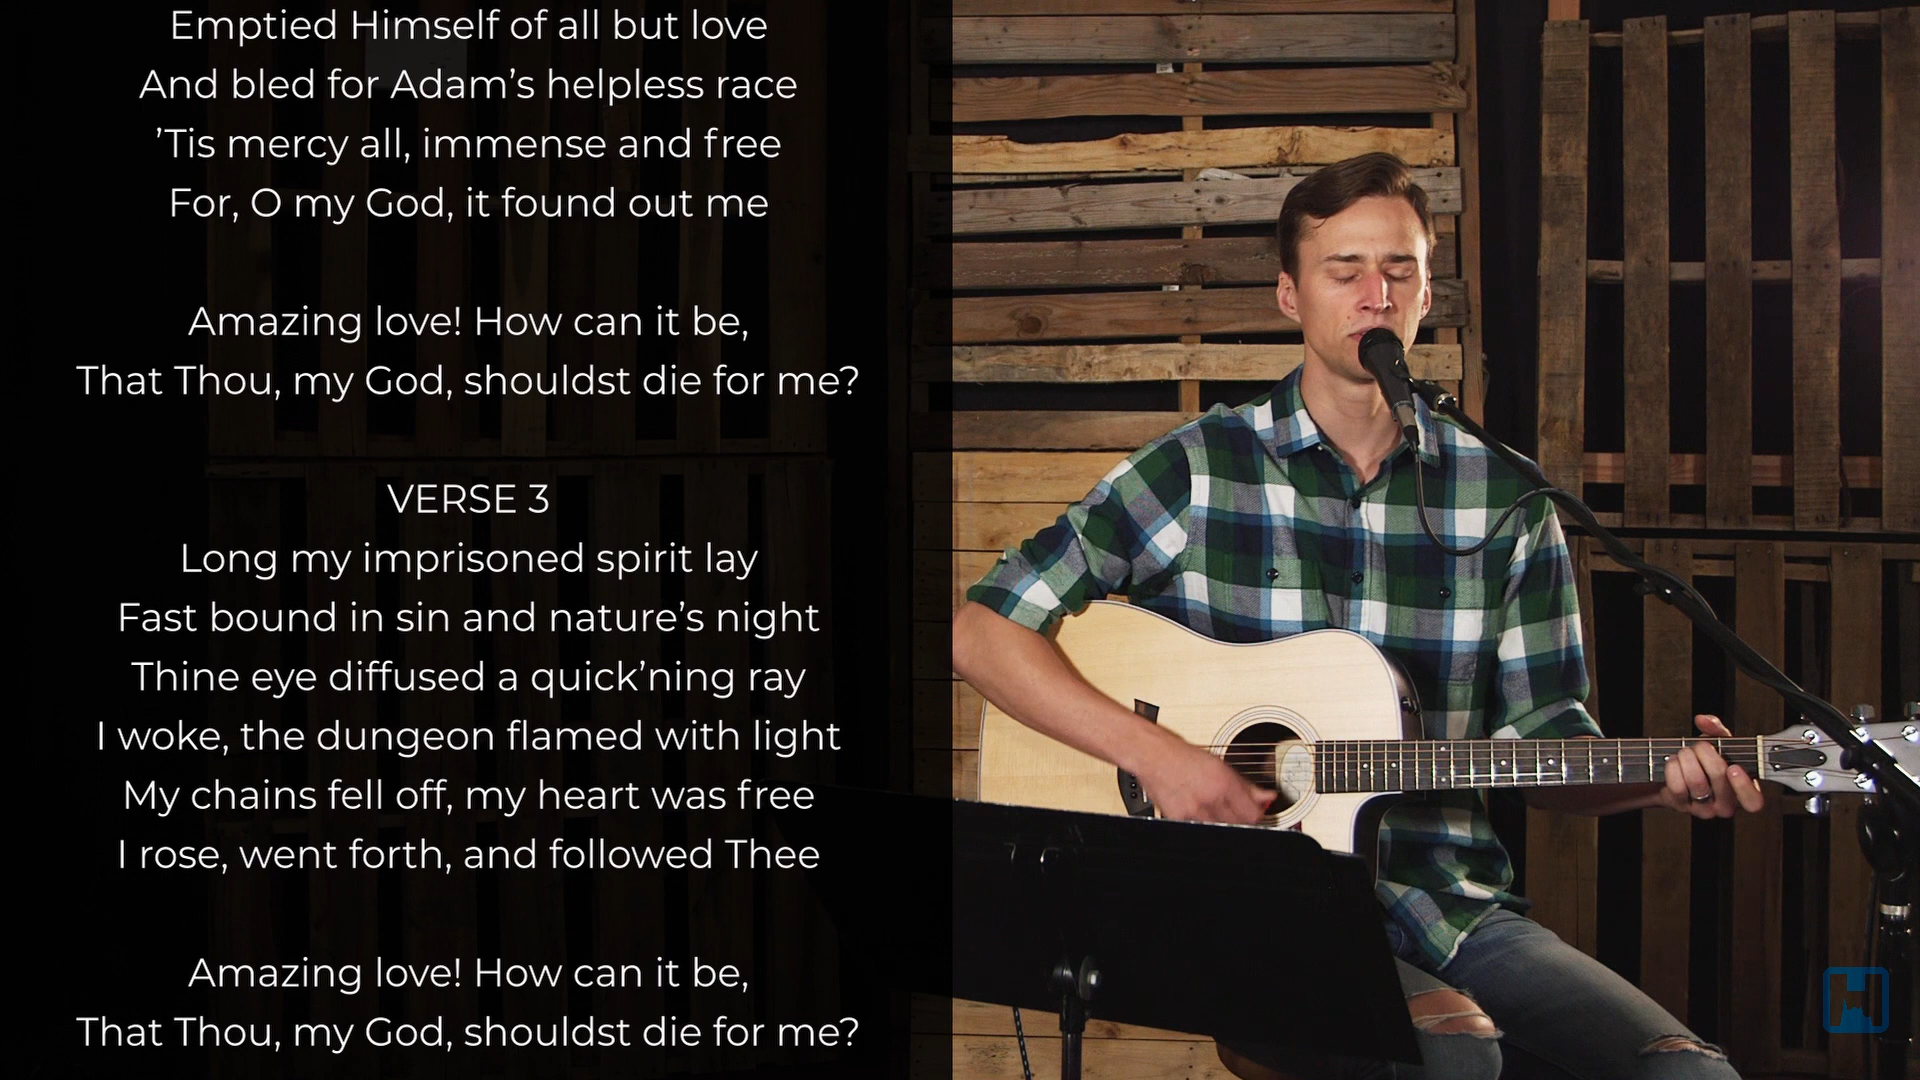 Emptied Himself of all but love
And bled for Adam’s helpless race
’Tis mercy all, immense and free
For, O my God, it found out me
Amazing love! How can it be,
That Thou, my God, shouldst die for me?
VERSE 3
Long my imprisoned spirit lay
Fast bound in sin and nature’s night
Thine eye diffused a quick’ning ray
I woke, the dungeon flamed with light
My chains fell off, my heart was free
I rose, went forth, and followed Thee
Amazing love! How can it be,
That Thou, my God, shouldst die for me?